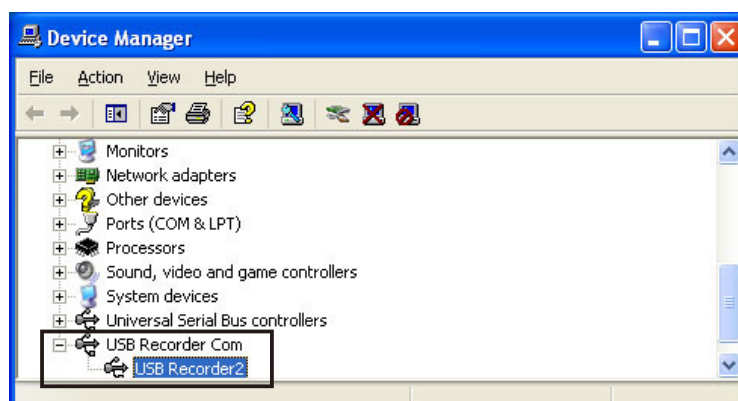 Device Manager
File Action View Help
Monitors
Network adapters
Other devices
Ports (COM & LPT)
Processors
Sound, video and game controllers
System devices
Universal Serial Bus controllers
USB Recorder Com
USB Recorder2